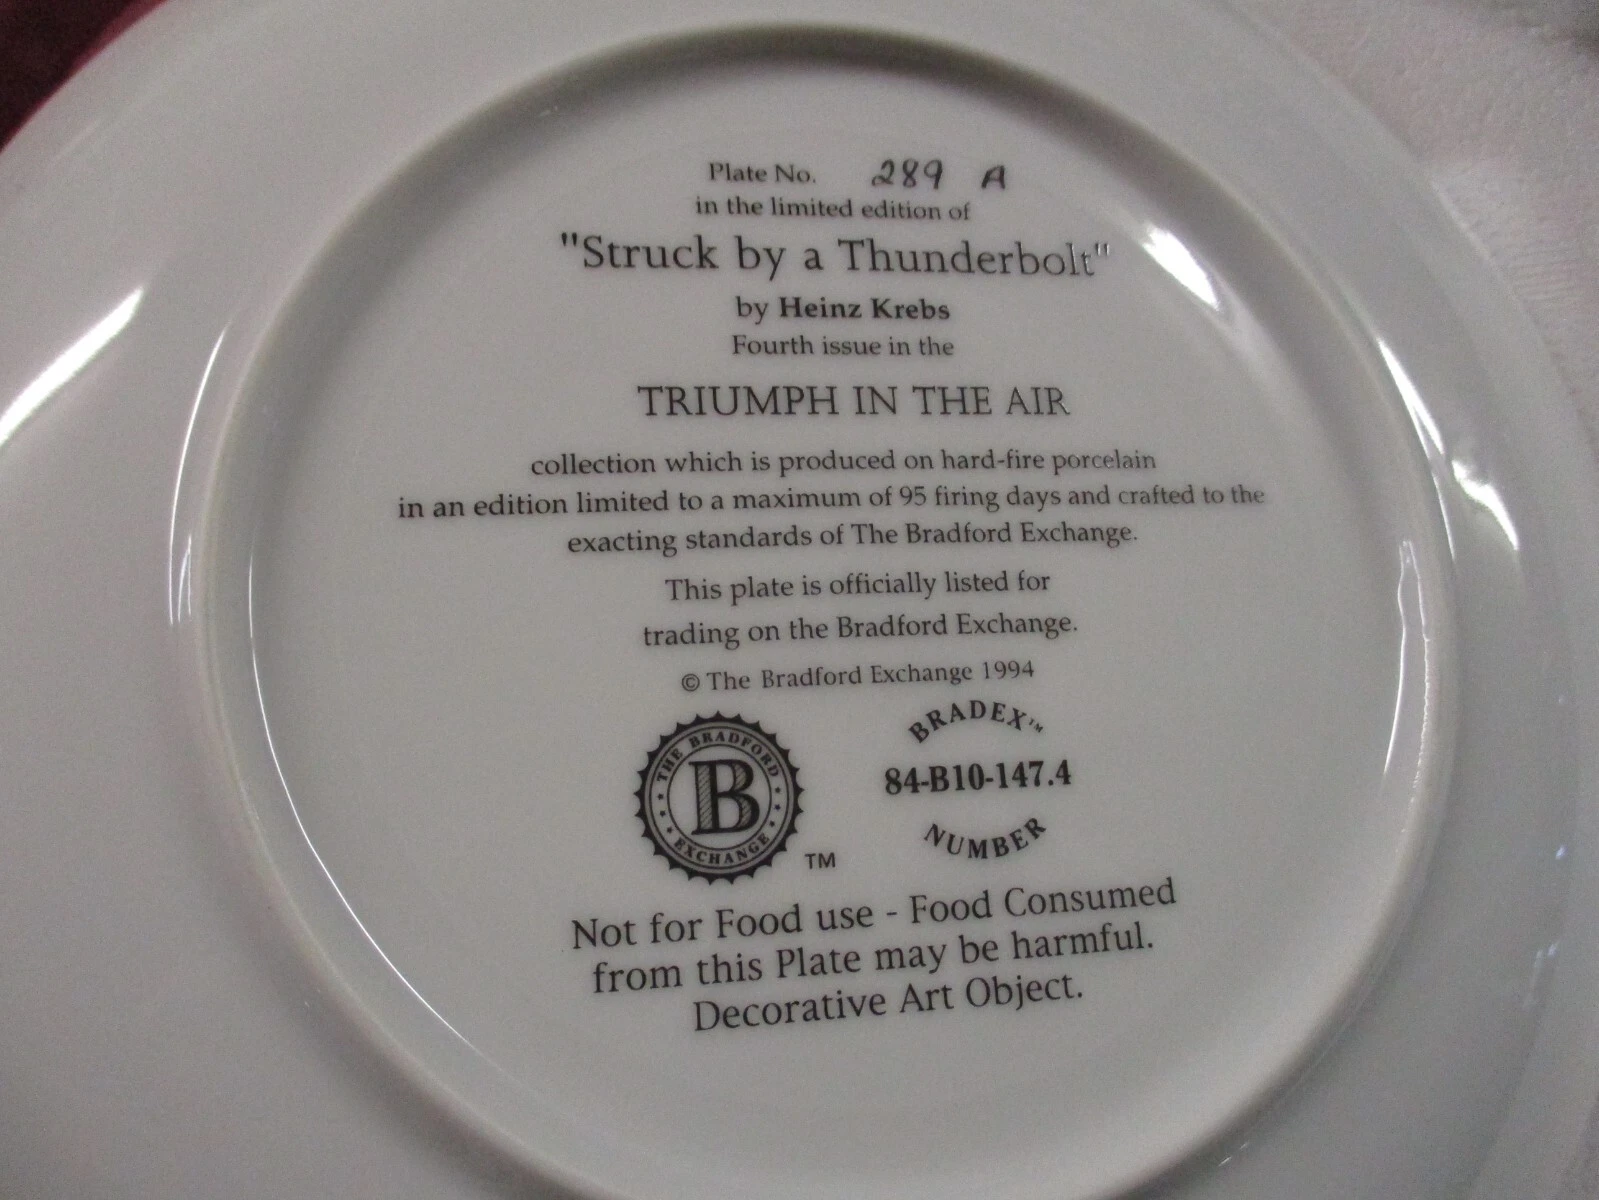 Plate No. 289 A
in the limited edition of
"Struck by a Thunderbolt"
by Heinz Krebs
Fourth issue in the
TRIUMPH IN THE AIR
collection which is produced on hard-fire porcelain
in an edition limited to a maximum of 95 firing days and crafted to the
exacting standards of The Bradford Exchange.
This plate is officially listed for
trading on the Bradford Exchange.
© The Bradford Exchange 1994
THE BRADFORD
B
EXCHANGE
TM
BRADEX™
84-B10-147.4
NUMBER
Not for Food use - Food Consumed
from this Plate may be harmful.
Decorative Art Object.